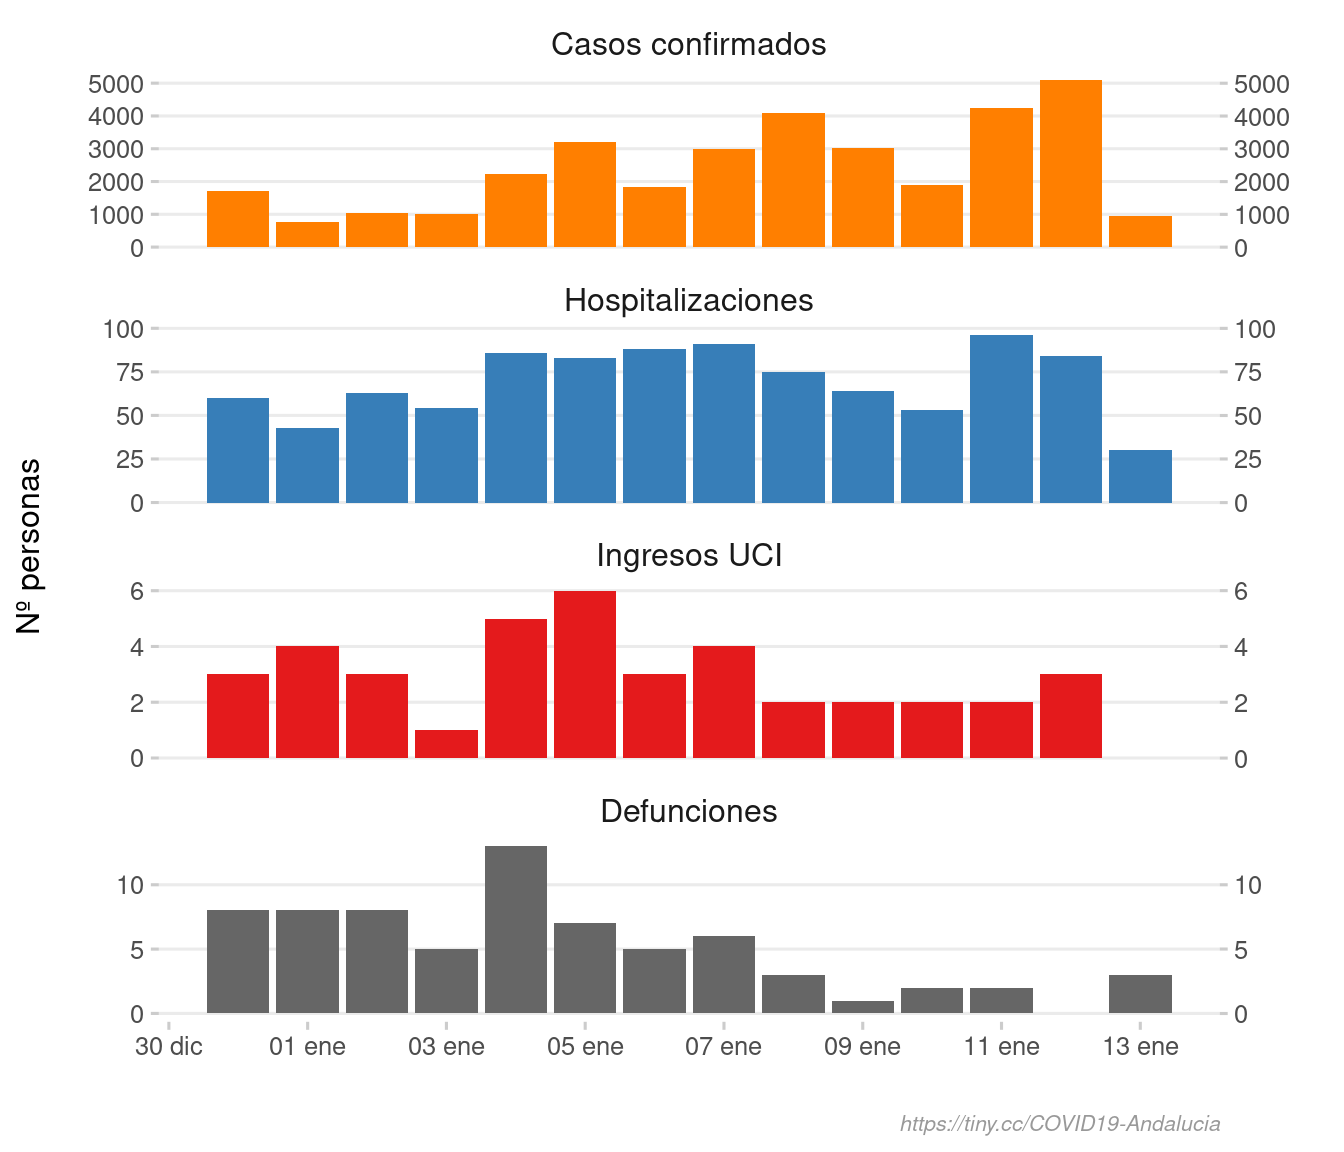 Casos confirmados
5000 5000
4000 4000
3000 3000
2000 2000
1000 1000
0 0
Hospitalizaciones
100 100
75 75
50 50
25 25
0 0
Nº personas
Ingresos UCI
6 6
4 4
2 2
0 0
Defunciones
10 10
5 5
0 0
30 dic 01 ene 03 ene 05 ene 07 ene 09 ene 11 ene 13 ene
https://tiny.cc/COVID19-Andalucia